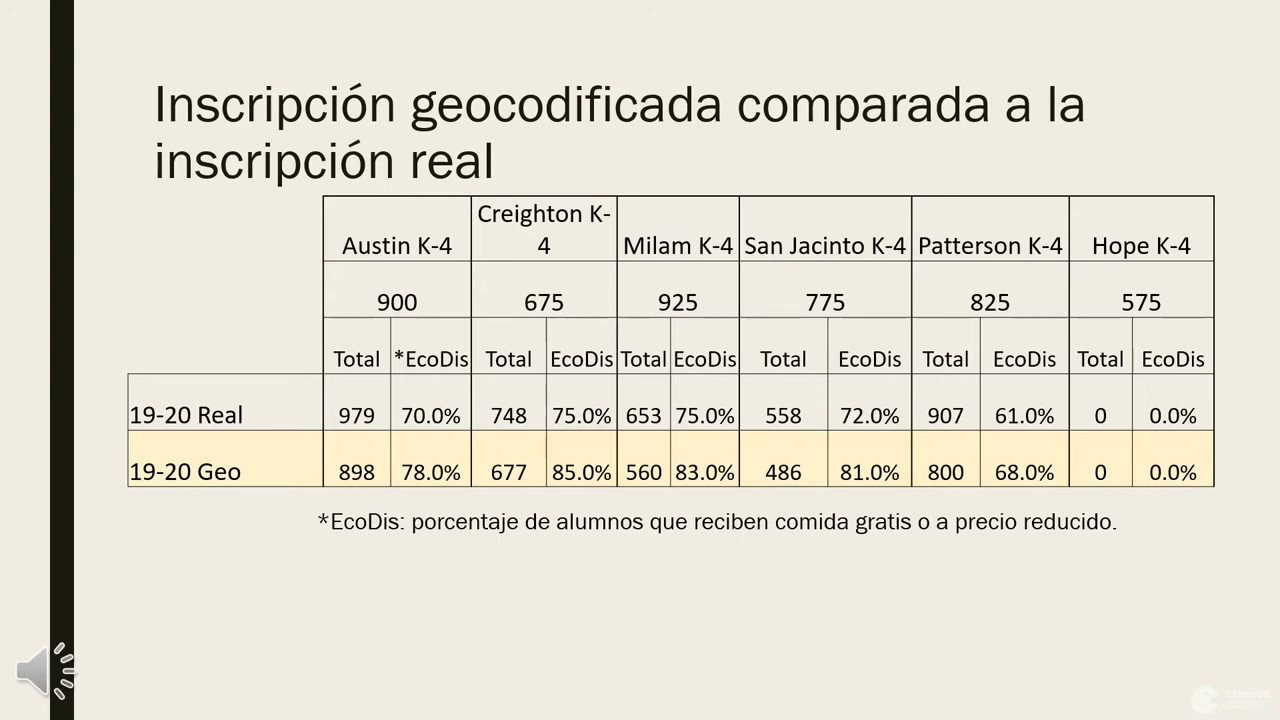 Inscripción geocodificada comparada a la
inscripción real
Austin K-4 Creighton K-4 Milam K-4 San Jacinto K-4 Patterson K-4 Hope K-4
900 675 925 775 825 575
Total *EcoDis Total EcoDis Total EcoDis Total EcoDis Total EcoDis Total EcoDis
19-20 Real 979 70.0% 748 75.0% 653 75.0% 558 72.0% 907 61.0% 0 0.0%
19-20 Geo 898 78.0% 677 85.0% 560 83.0% 486 81.0% 800 68.0% 0 0.0%
*EcoDis: porcentaje de alumnos que reciben comida gratis o a precio reducido.